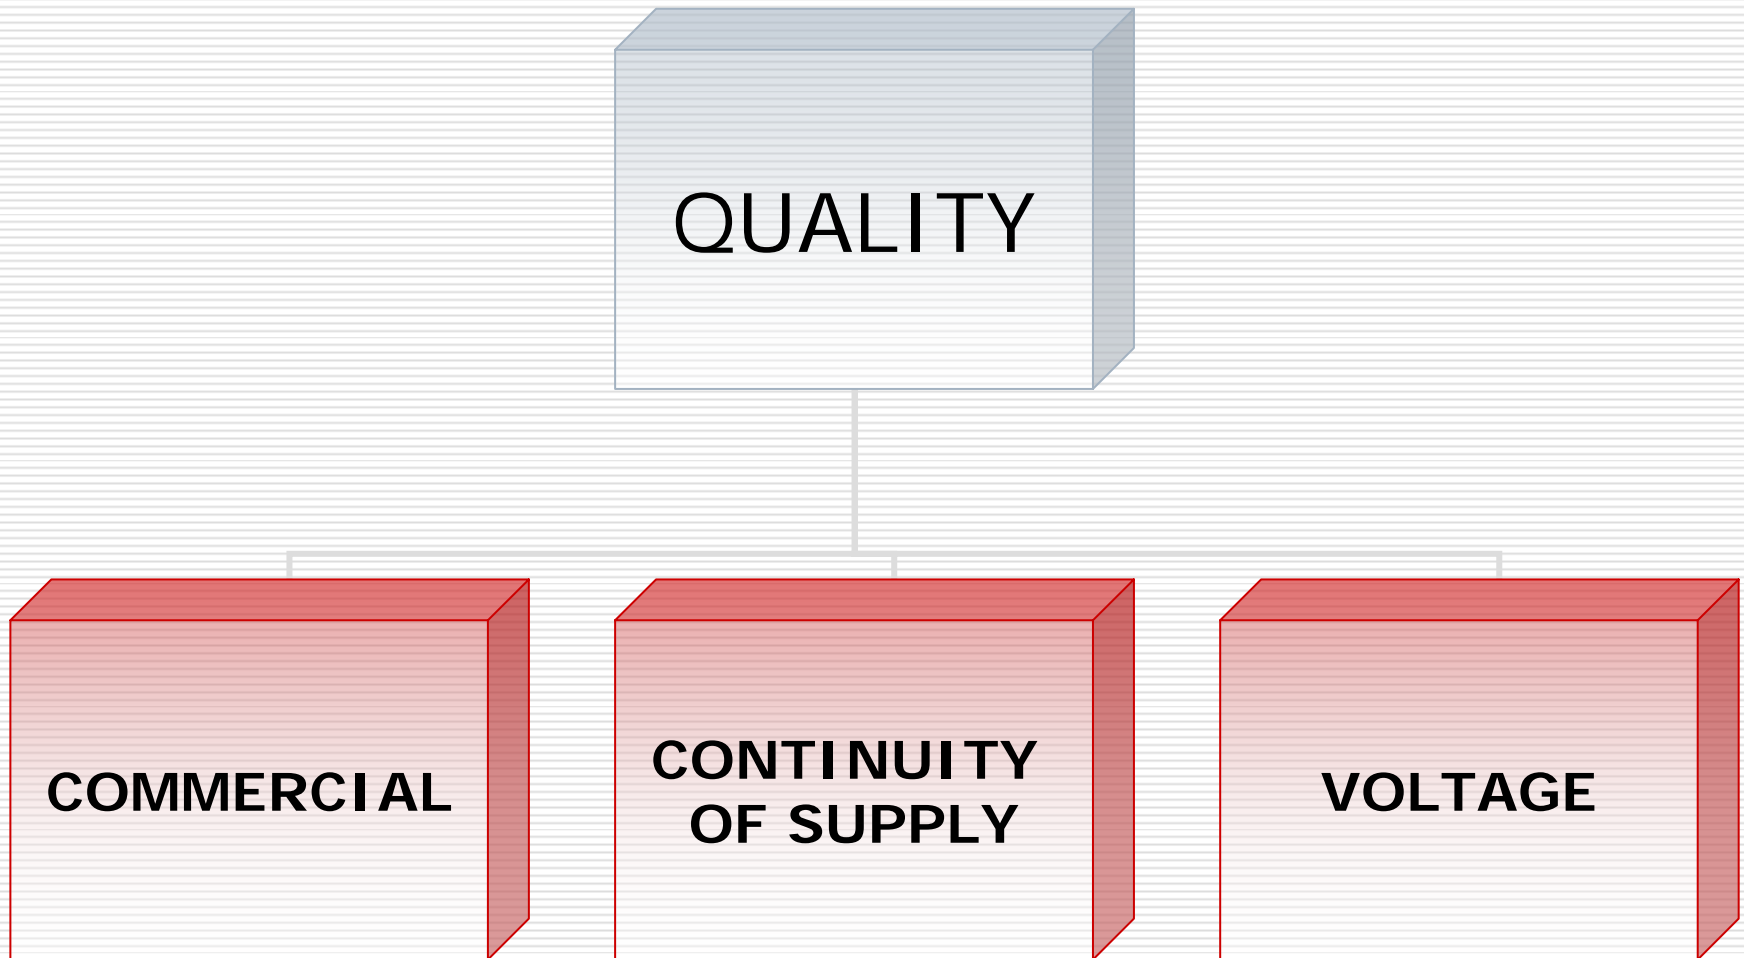 QUALITY
COMMERCIAL
CONTINUITY
OF SUPPLY
VOLTAGE